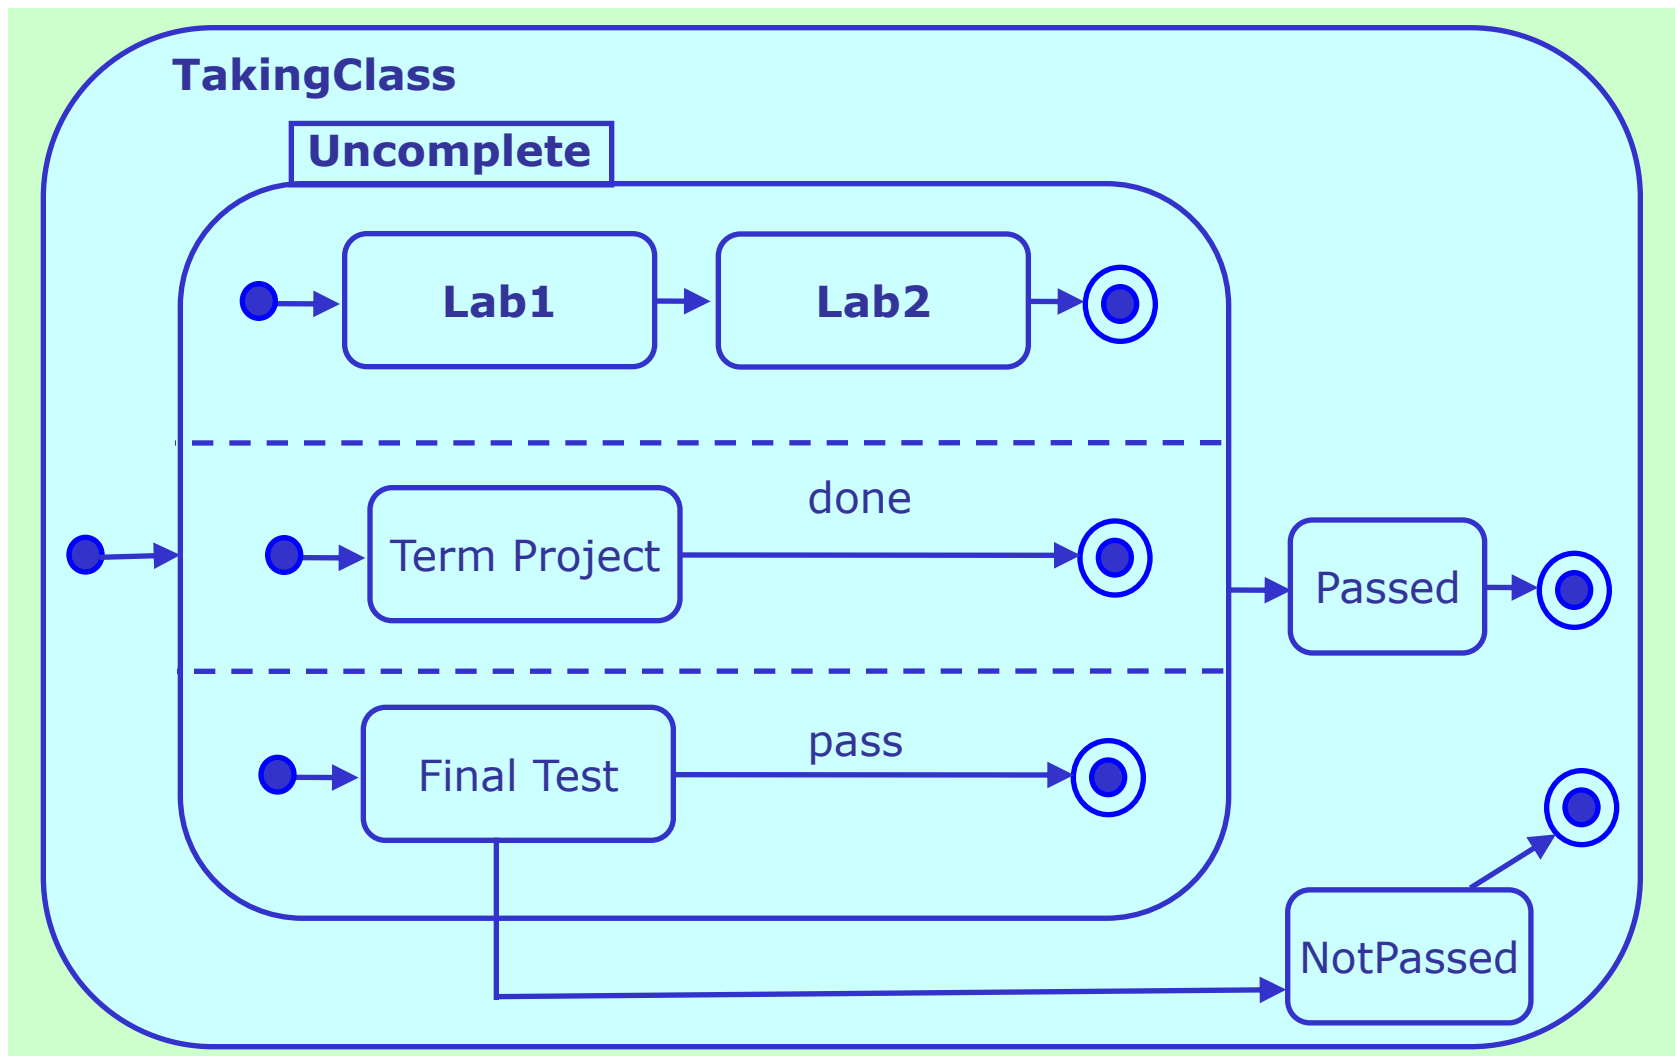 TakingClass
Uncomplete
Lab1
Lab2
done
Term Project
Passed
pass
Final Test
NotPassed